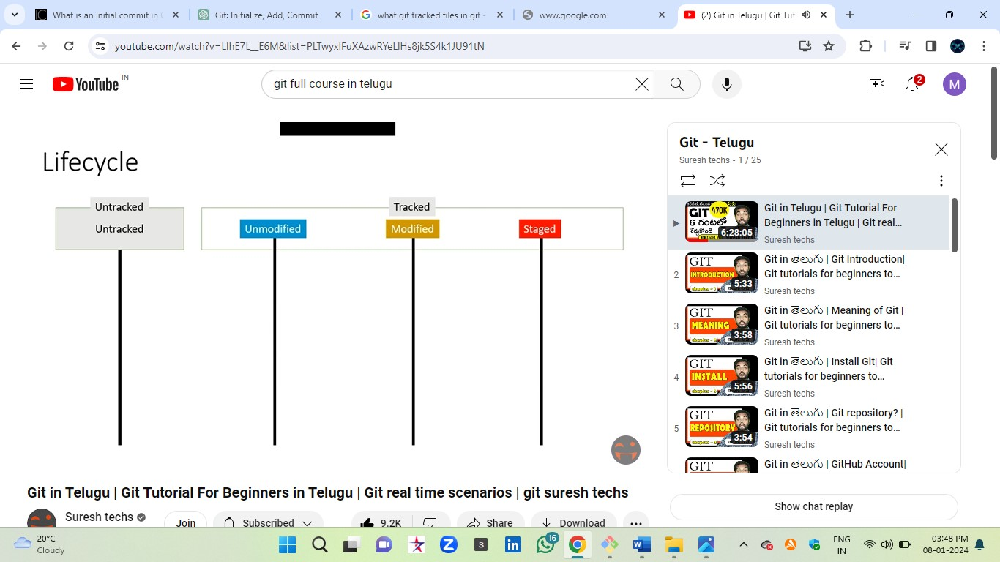 What is an initial commit in
Git: Initialize, Add, Commit
what git tracked files in git -
www.google.com
(2) Git in Telugu | Git Tut
youtube.com/watch?v=LIhE7L__E6M&list=PLTwyxIFuXAzwRYeLlHs8jk5S4k1JU91tN
YouTube IN
git full course in telugu
2
M
Lifecycle
Untracked
Tracked
Untracked
Unmodified
Modified
Staged
Git in Telugu | Git Tutorial For Beginners in Telugu | Git real time scenarios | git suresh techs
Suresh techs
Join
Subscribed
9.2K
Share
Download
Git - Telugu
Suresh techs - 1 / 25
470K
GIT
6 గంటల్లో
నేర్చుకోండి
6:28:05
Git in Telugu | Git Tutorial For
Beginners in Telugu | Git real...
Suresh techs
2
GIT
INTRODUCTION
5:33
Git in తెలుగు | Git Introduction|
Git tutorials for beginners to...
Suresh techs
3
GIT
MEANING
3:58
Git in తెలుగు | Meaning of Git |
Git tutorials for beginners to...
Suresh techs
4
GIT
INSTALL
5:56
Git in తెలుగు | Install Git| Git
tutorials for beginners to...
Suresh techs
5
GIT
REPOSITORY
3:54
Git in తెలుగు | Git repository? |
Git tutorials for beginners to...
Suresh techs
GIT
Git in తెలుగు | GitHub Account|
Show chat replay
20°C
Cloudy
16
ENG
IN
03:48 PM
08-01-2024